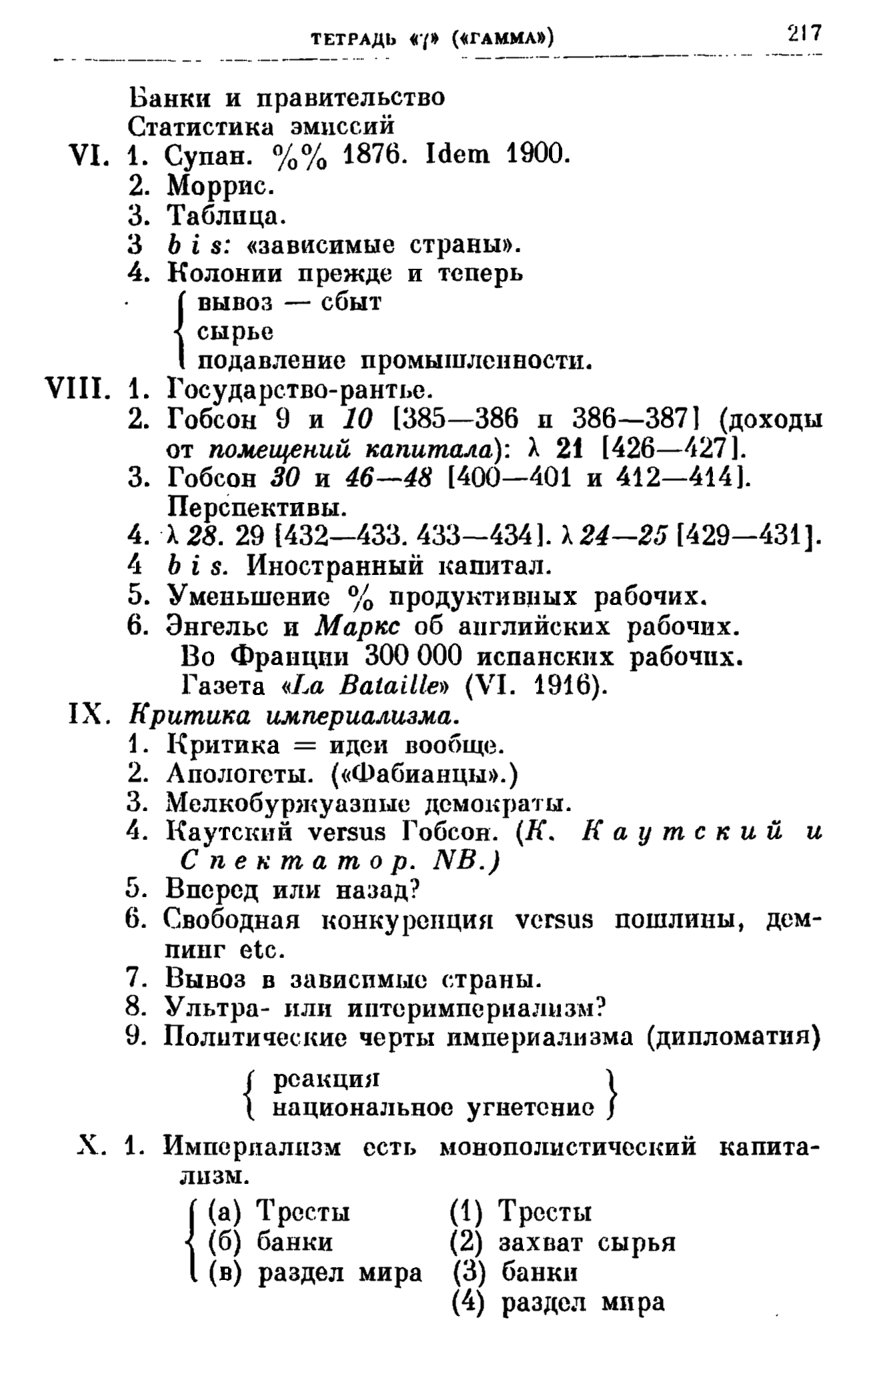 ТЕТРАДЬ «γ» («ГАММА») 217
Банки и правительство
Статистика эмиссий
VI. 1. Супан. %% 1876. Idem 1900.
2. Моррис.
3. Таблица.
3 bis: «зависимые страны».
4. Колонии прежде и теперь
{ вывоз — сбыт
сырье
подавление промышленности.
VIII. 1. Государство-рантье.
2. Гобсон 9 и 10 [385—386 и 386—387] (доходы
от помещений капитала): λ 21 [426—427].
3. Гобсон 30 и 46—48 [400—401 и 412—414].
Перспективы.
4. λ 28. 29 [432—433. 433—434]. λ 24—25 [429—431].
4 bis. Иностранный капитал.
5. Уменьшение % продуктивных рабочих.
6. Энгельс и Маркс об английских рабочих.
Во Франции 300 000 испанских рабочих.
Газета «La Bataille» (VI. 1916).
IX. Критика империализма.
1. Критика = идеи вообще.
2. Апологеты. («Фабианцы».)
3. Мелкобуржуазные демократы.
4. Каутский versus Гобсон. (К. Каутский и
Спектатор. NB.)
5. Вперед или назад?
6. Свободная конкуренция versus пошлины, дем-
пинг etc.
7. Вывоз в зависимые страны.
8. Ультра- или интеримпериализм?
9. Политические черты империализма (дипломатия)
{ реакция }
{ национальное угнетение }
X. 1. Империализм есть монополистический капита-
лизм.
{ (а) Тресты (1) Тресты
(б) банки (2) захват сырья
(в) раздел мира (3) банки
(4) раздел мира